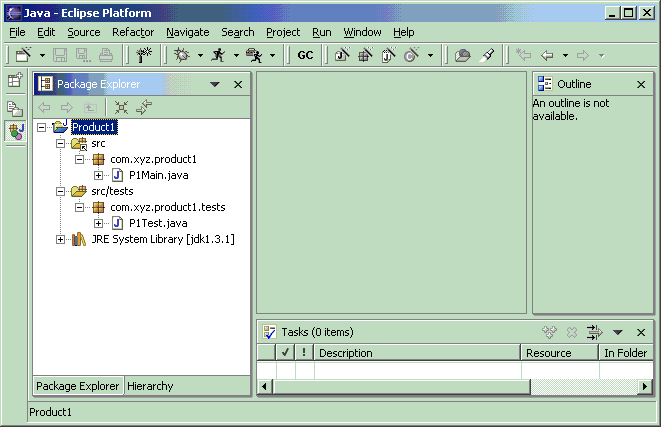 Java - Eclipse Platform
File Edit Source Refactor Navigate Search Project Run Window Help
GC
Package Explorer
Outline
An outline is not
available.
Product1
src
com.xyz.product1
P1Main.java
src/tests
com.xyz.product1.tests
P1Test.java
JRE System Library [jdk1.3.1]
Tasks (0 items)
✓ ! Description Resource In Folder
Package Explorer Hierarchy
Product1